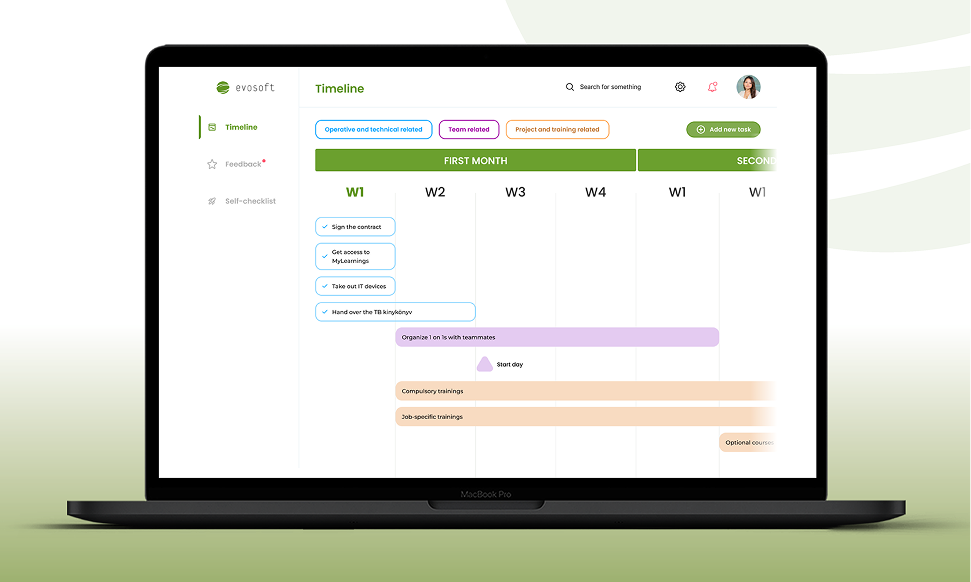 evosoft
Timeline
Search for something
Timeline
Feedback
Self-checklist
Operative and technical related
Team related
Project and training related
Add new task
FIRST MONTH
SECOND
W1
W2
W3
W4
W1
W1
Sign the contract
Get access to
MyLearnings
Take out IT devices
Hand over the TB kinykönyv
Organize 1 on 1s with teammates
Start day
Compulsory trainings
Job-specific trainings
Optional courses
MacBook Pro